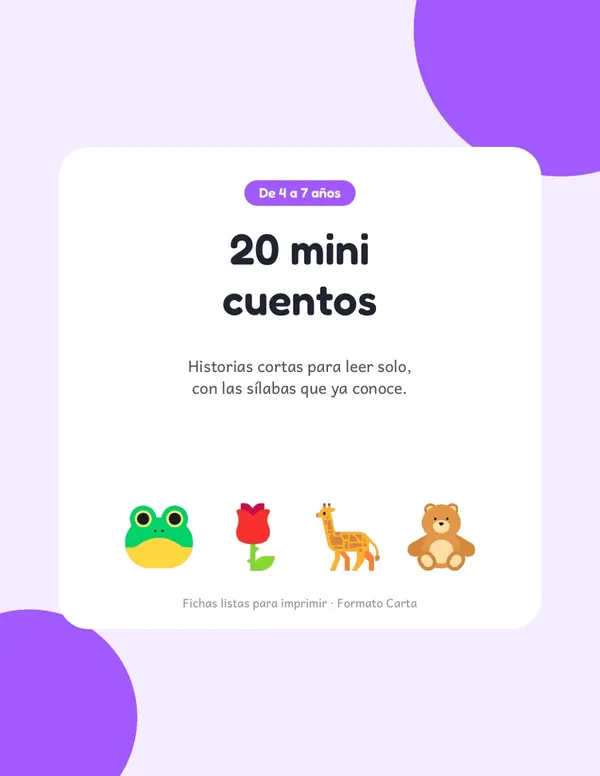 De 4 a 7 años
20 mini
cuentos
Historias cortas para leer solo,
con las sílabas que ya conoce.
Fichas listas para imprimir · Formato Carta